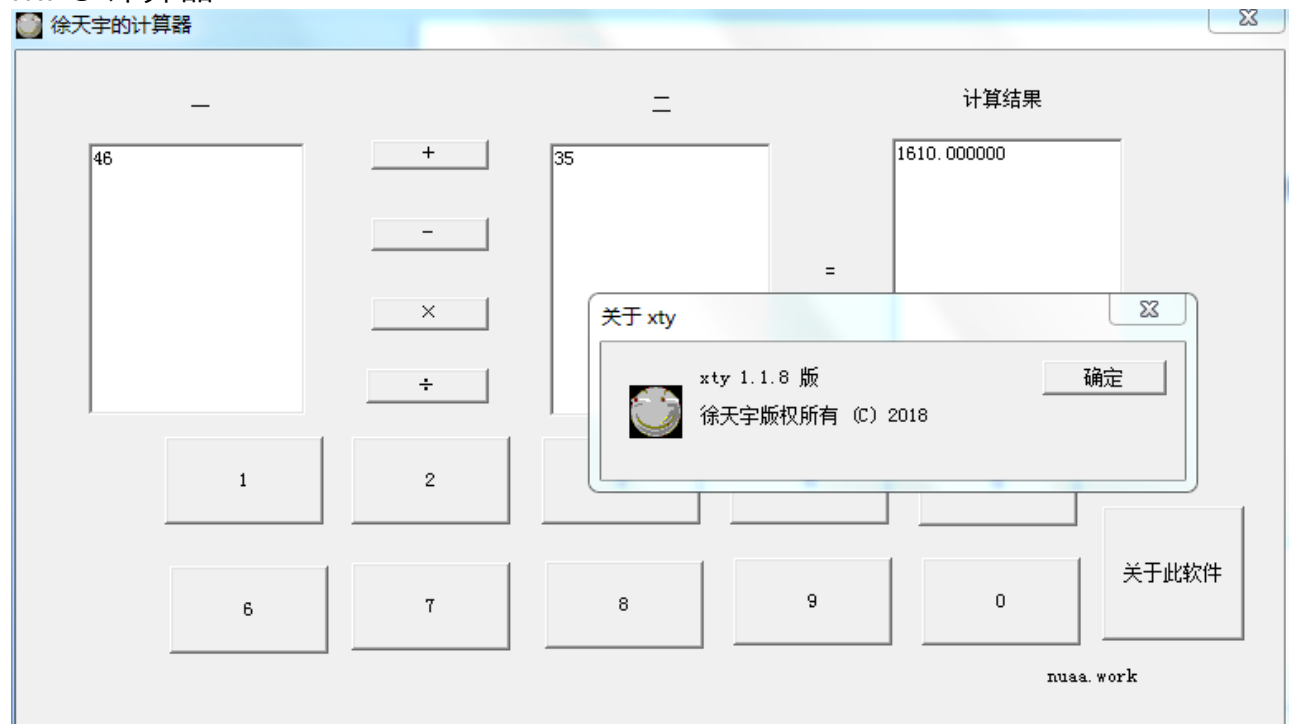 徐天宇的计算器
一
二
计算结果
46
+
35
1610.000000
-
=
×
÷
关于 xty
xty 1.1.8 版
确定
徐天宇版权所有 (C) 2018
1
2
6
7
8
9
0
关于此软件
nuaa.work